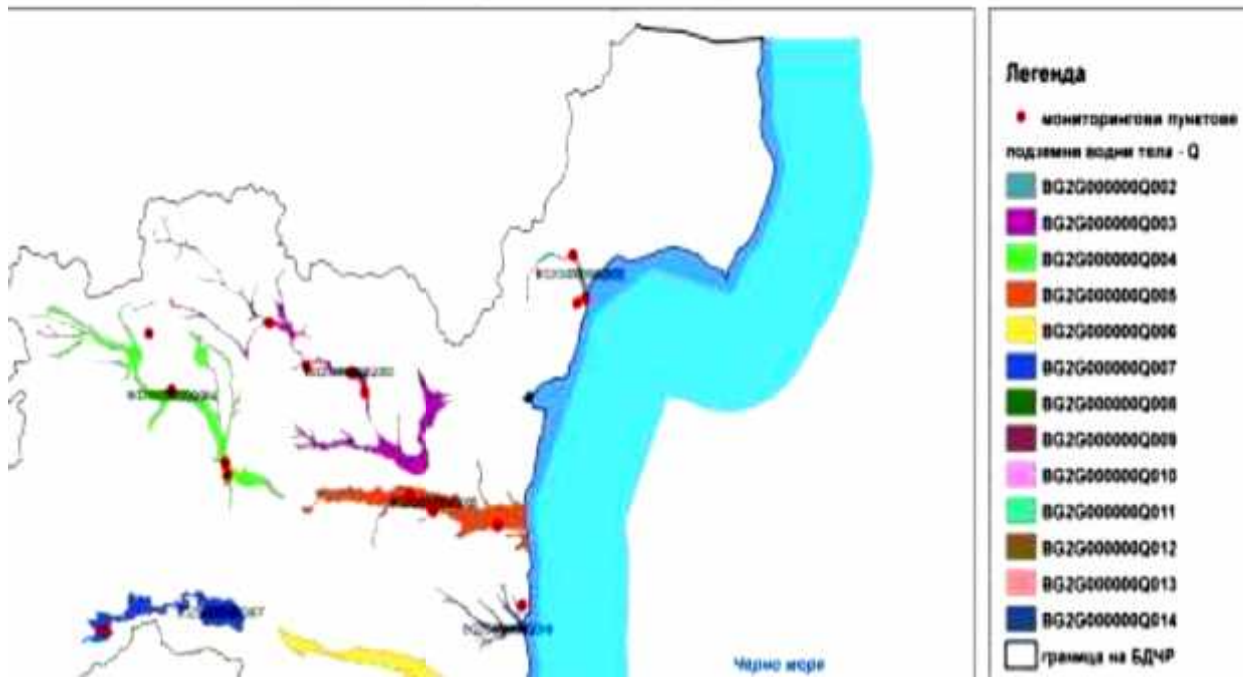 Легенда
мониторингови пунктове
подземни водни тела - Q
BG2G000000Q002
BG2G000000Q003
BG2G000000Q004
BG2G000000Q005
BG2G000000Q006
BG2G000000Q007
BG2G000000Q008
BG2G000000Q009
BG2G000000Q010
BG2G000000Q011
BG2G000000Q012
BG2G000000Q013
BG2G000000Q014
граница на БДЧР
Черно море